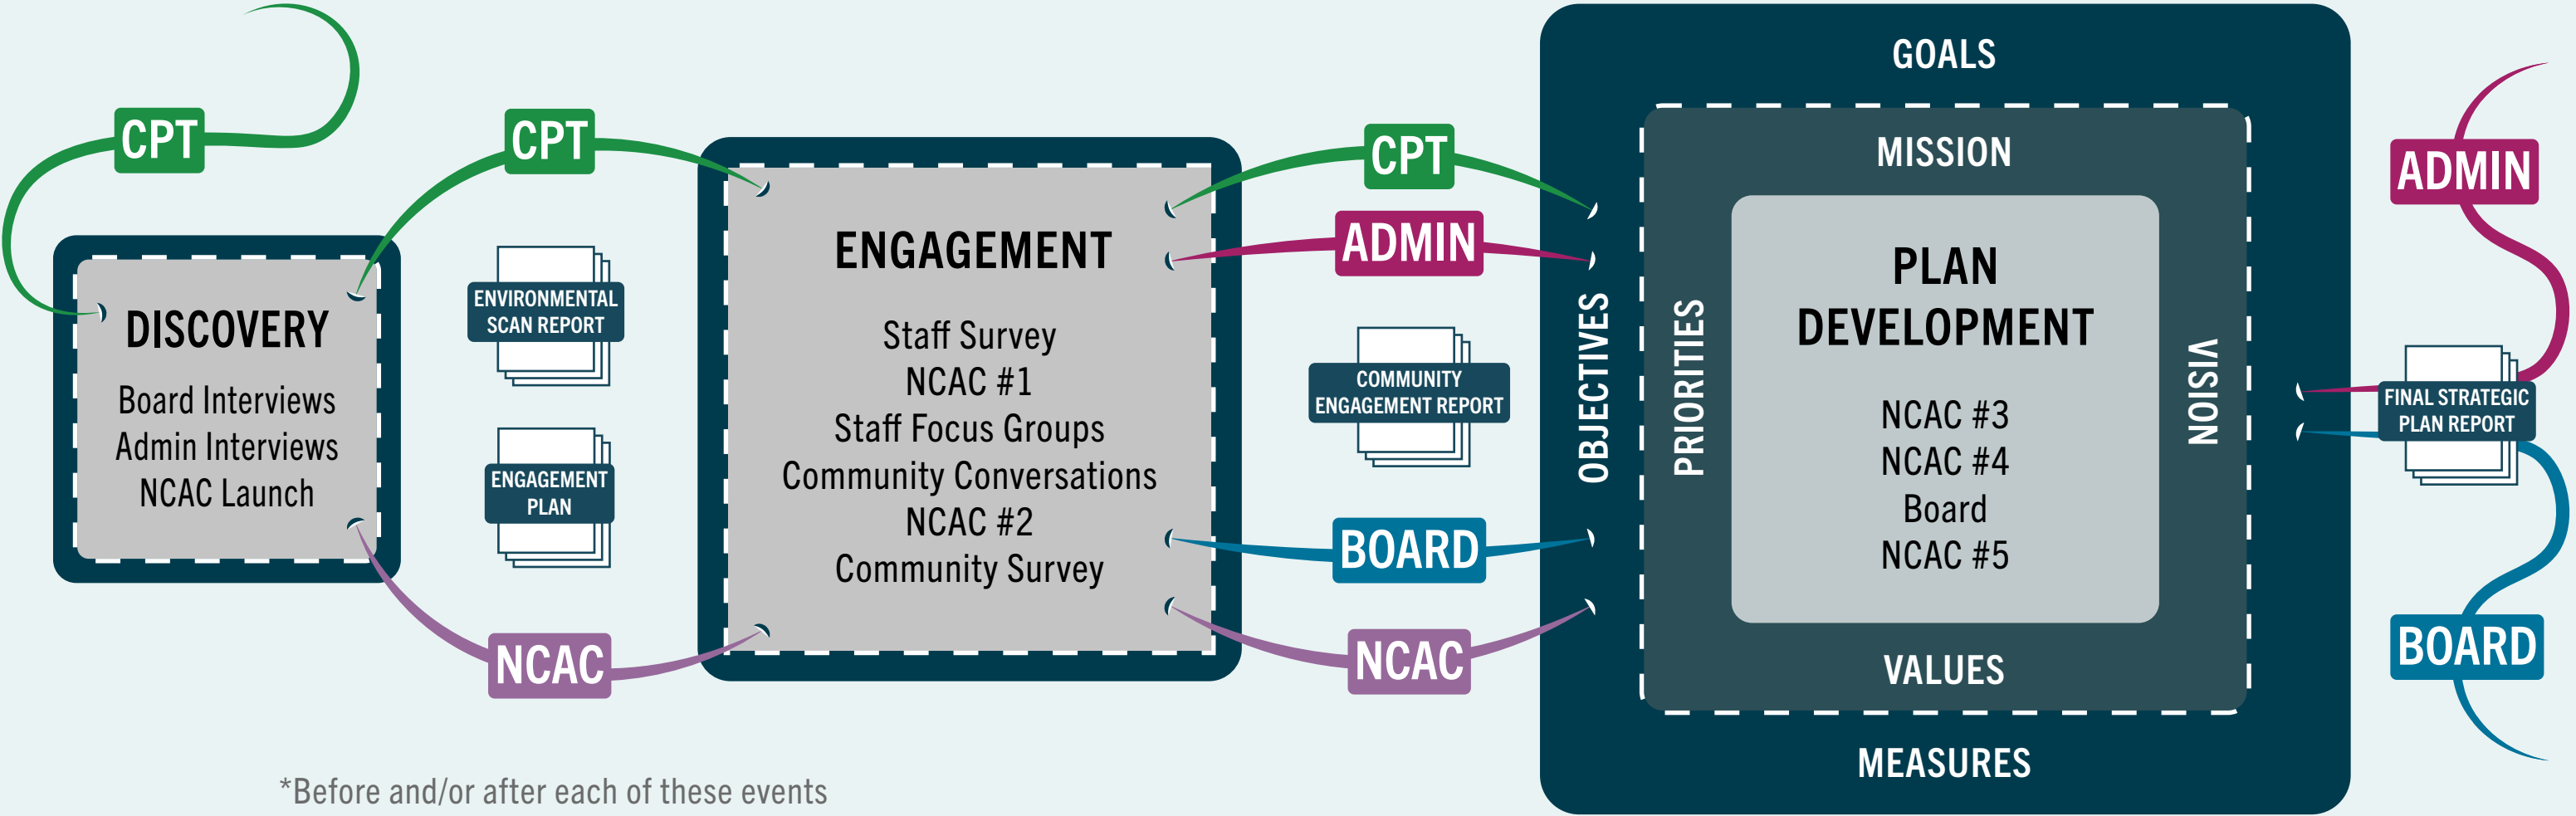 CPT
DISCOVERY
Board Interviews
Admin Interviews
NCAC Launch
CPT
ENVIRONMENTAL
SCAN REPORT
ENGAGEMENT
PLAN
NCAC
ENGAGEMENT
Staff Survey
NCAC #1
Staff Focus Groups
Community Conversations
NCAC #2
Community Survey
CPT
ADMIN
COMMUNITY
ENGAGEMENT REPORT
BOARD
NCAC
GOALS
OBJECTIVES
MISSION
PRIORITIES
PLAN
DEVELOPMENT
NCAC #3
NCAC #4
Board
NCAC #5
VISION
VALUES
MEASURES
ADMIN
FINAL STRATEGIC
PLAN REPORT
BOARD
*Before and/or after each of these events